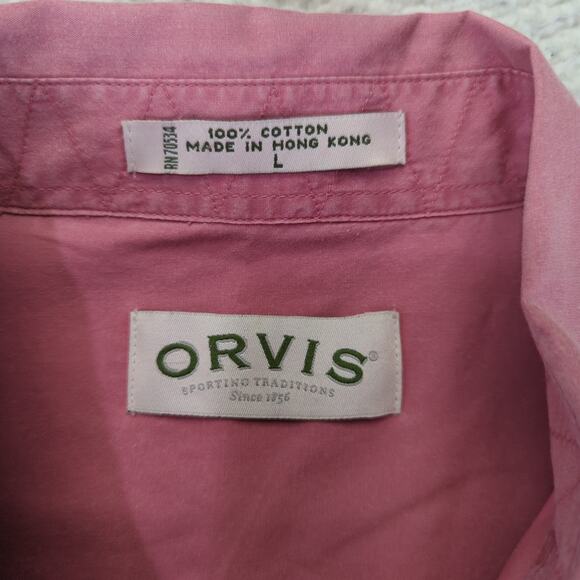 RN 70534
100% COTTON
MADE IN HONG KONG
L
ORVIS®
SPORTING TRADITIONS
Since 1856